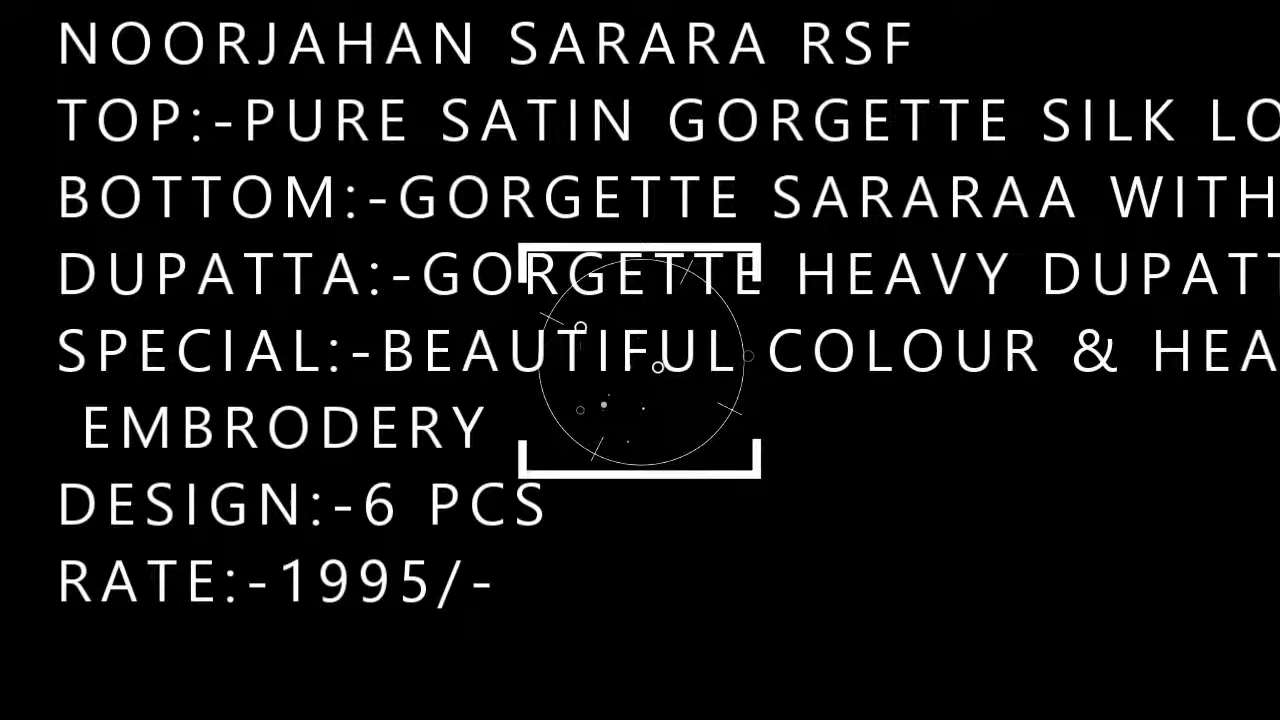 NOORJAHAN SARARA RSF
TOP:-PURE SATIN GORGETTE SILK LO
BOTTOM:-GORGETTE SARARAA WITH
DUPATTA:-GORGETTE HEAVY DUPATT
SPECIAL:-BEAUTIFUL COLOUR & HEA
EMBRODERY
DESIGN:-6 PCS
RATE:-1995/-